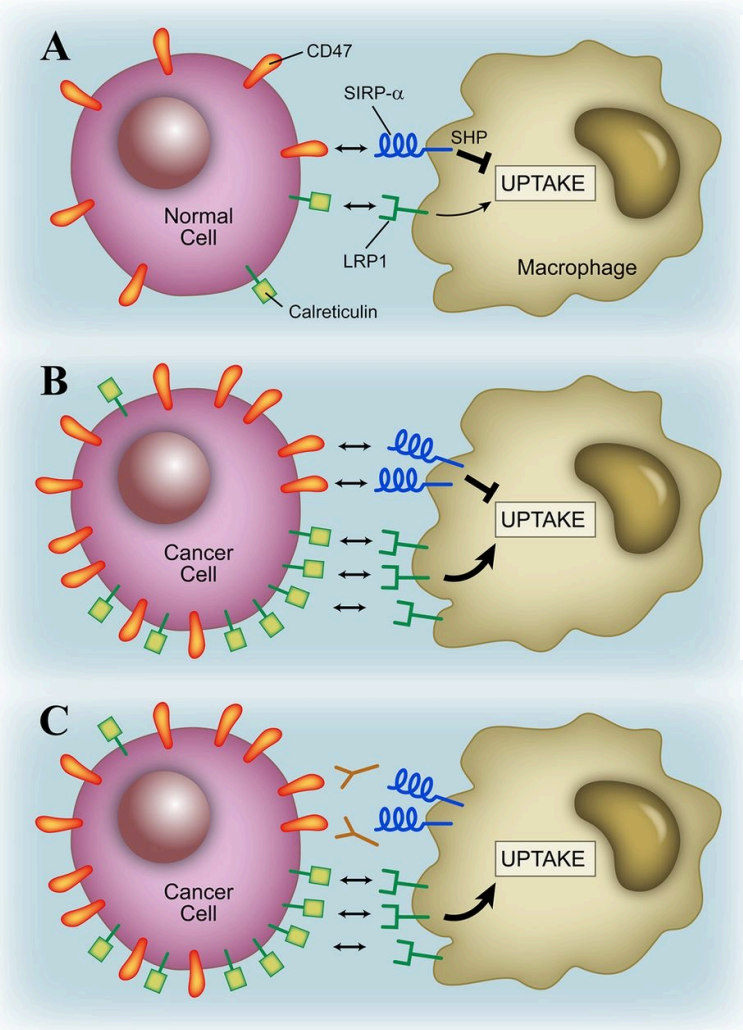 A
CD47
SIRP-α
SHP
UPTAKE
Normal
Cell
LRP1
Macrophage
Calreticulin
B
UPTAKE
Cancer
Cell
C
UPTAKE
Cancer
Cell